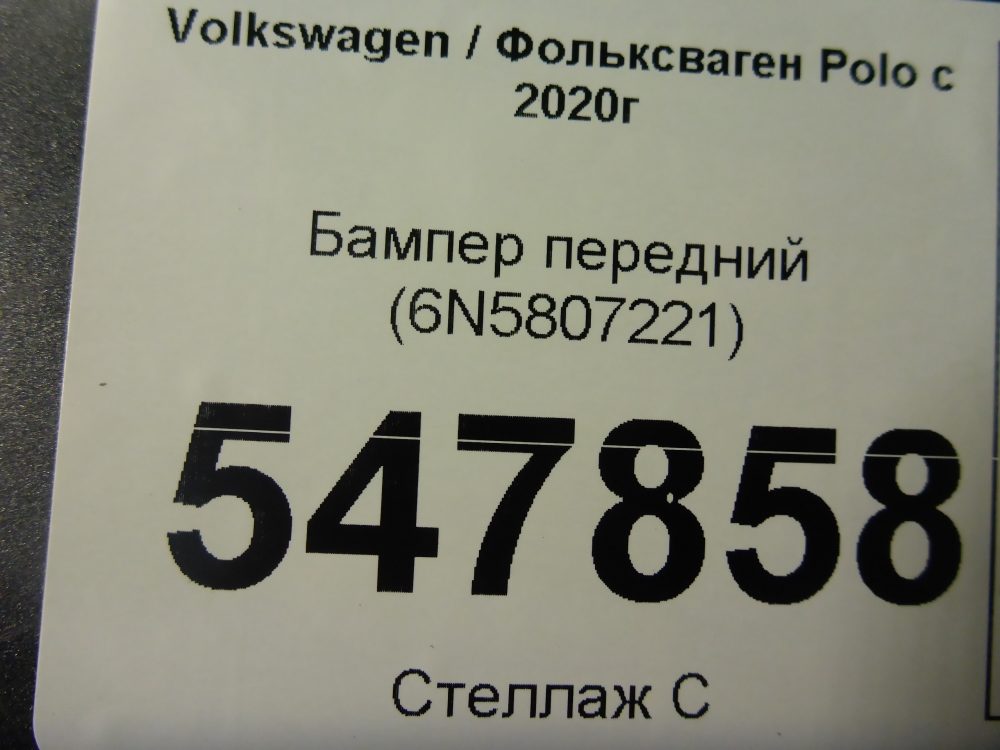 Volkswagen / Фольксваген Polo с
2020г
Бампер передний
(6N5807221)
547858
Стеллаж С